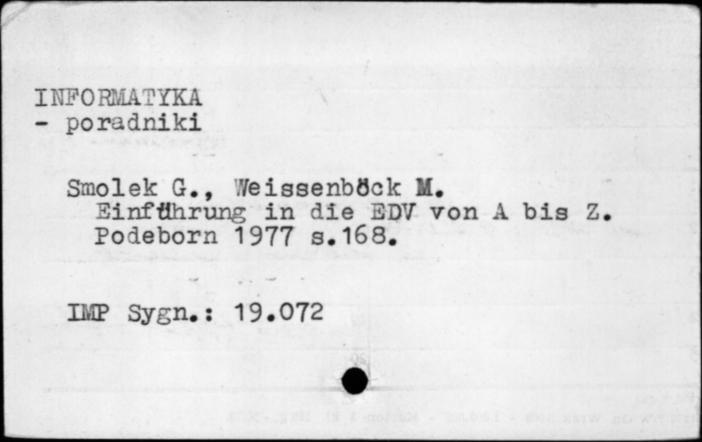 INFORMATYKA
- poradniki
Smolek G., Weissenböck M.
Einführung in die EDV von A bis Z.
Podeborn 1977 s.168.
IMP Sygn.: 19.072